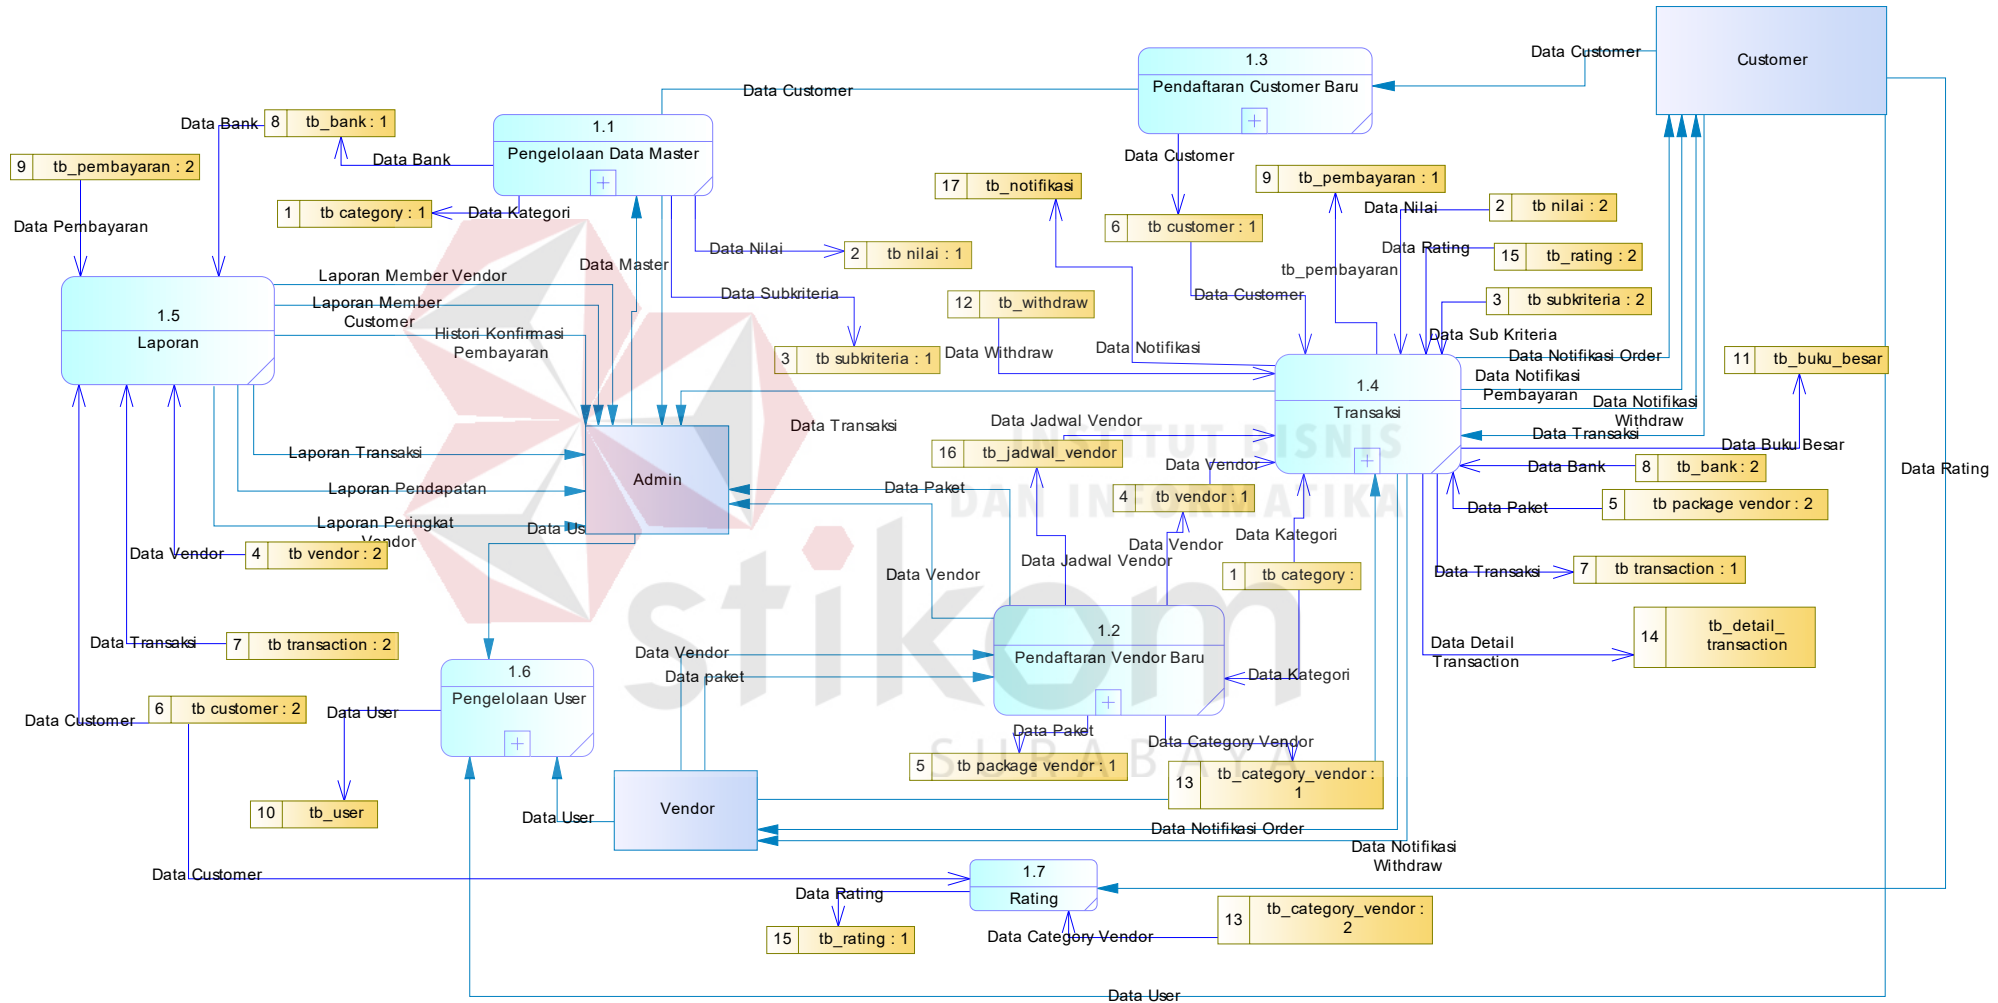 Customer
Data Customer
1.3
Pendaftaran Customer Baru
Data Customer
8 tb_bank : 1
Data Bank
1.1
Pengelolaan Data Master
Data Bank
9 tb_pembayaran : 2
Data Customer
17 tb_notifikasi
9 tb_pembayaran : 1
1 tb category : 1
Data Kategori
Data Nilai
2 tb nilai : 2
6 tb customer : 1
Data Pembayaran
Data Nilai
2 tb nilai : 1
Data Rating
15 tb_rating : 2
Data Master
tb_pembayaran
Laporan Member Vendor
Data Subkriteria
Data Customer
3 tb subkriteria : 2
12 tb_withdraw
Laporan Member
Customer
1.5
Laporan
Histori Konfirmasi
Pembayaran
Data Sub Kriteria
Data Notifikasi
Data Withdraw
3 tb subkriteria : 1
Data Notifikasi Order
11 tb_buku_besar
Data Notifikasi
Pembayaran
1.4
Transaksi
Data Notifikasi
Withdraw
Data Transaksi
Data Jadwal Vendor
Data Transaksi
INSTITUT BISNIS
DAN INFORMATIKA
Data Buku Besar
Laporan Transaksi
16 tb_jadwal_vendor
Data Vendor
Data Bank
8 tb_bank : 2
Data Rating
Admin
Laporan Pendapatan
Data Paket
4 tb vendor : 1
Data Paket
5 tb package vendor : 2
Laporan Peringkat
Vendor
Data Us
Data Kategori
Data Vendor
Data Vendor
4 tb vendor : 2
Data Jadwal Vendor
Data Vendor
1 tb category :
Data Transaksi
7 tb transaction : 1
stikom
SURABAYA
1.2
Pendaftaran Vendor Baru
14 tb_detail_
transaction
Data Detail
Transaction
Data Transaksi
7 tb transaction : 2
Data Vendor
Data paket
Data Kategori
1.6
Pengelolaan User
6 tb customer : 2
Data Customer
Data User
Data Paket
Data Category Vendor
5 tb package vendor : 1
13 tb_category_vendor :
1
10 tb_user
Vendor
Data User
Data Notifikasi Order
Data Notifikasi
Withdraw
Data Customer
1.7
Rating
Data Rating
13 tb_category_vendor :
2
15 tb_rating : 1
Data Category Vendor
Data User